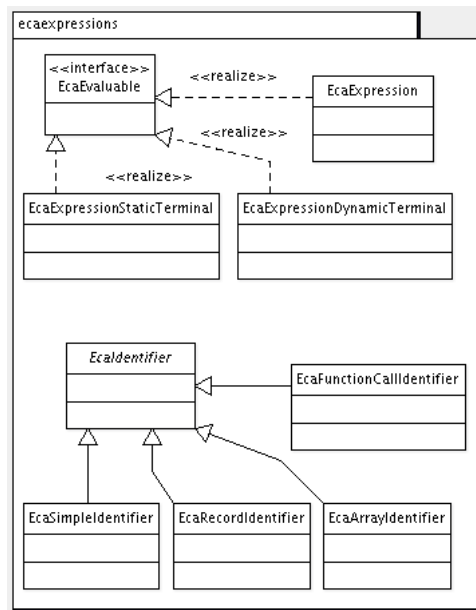 ecaexpressions
<<interface>>
EcaEvaluable
<<realize>>
EcaExpression
<<realize>>
<<realize>>
EcaExpressionStaticTerminal
EcaExpressionDynamicTerminal
EcaIdentifier
EcaFunctionCallIdentifier
EcaSimpleIdentifier
EcaRecordIdentifier
EcaArrayIdentifier